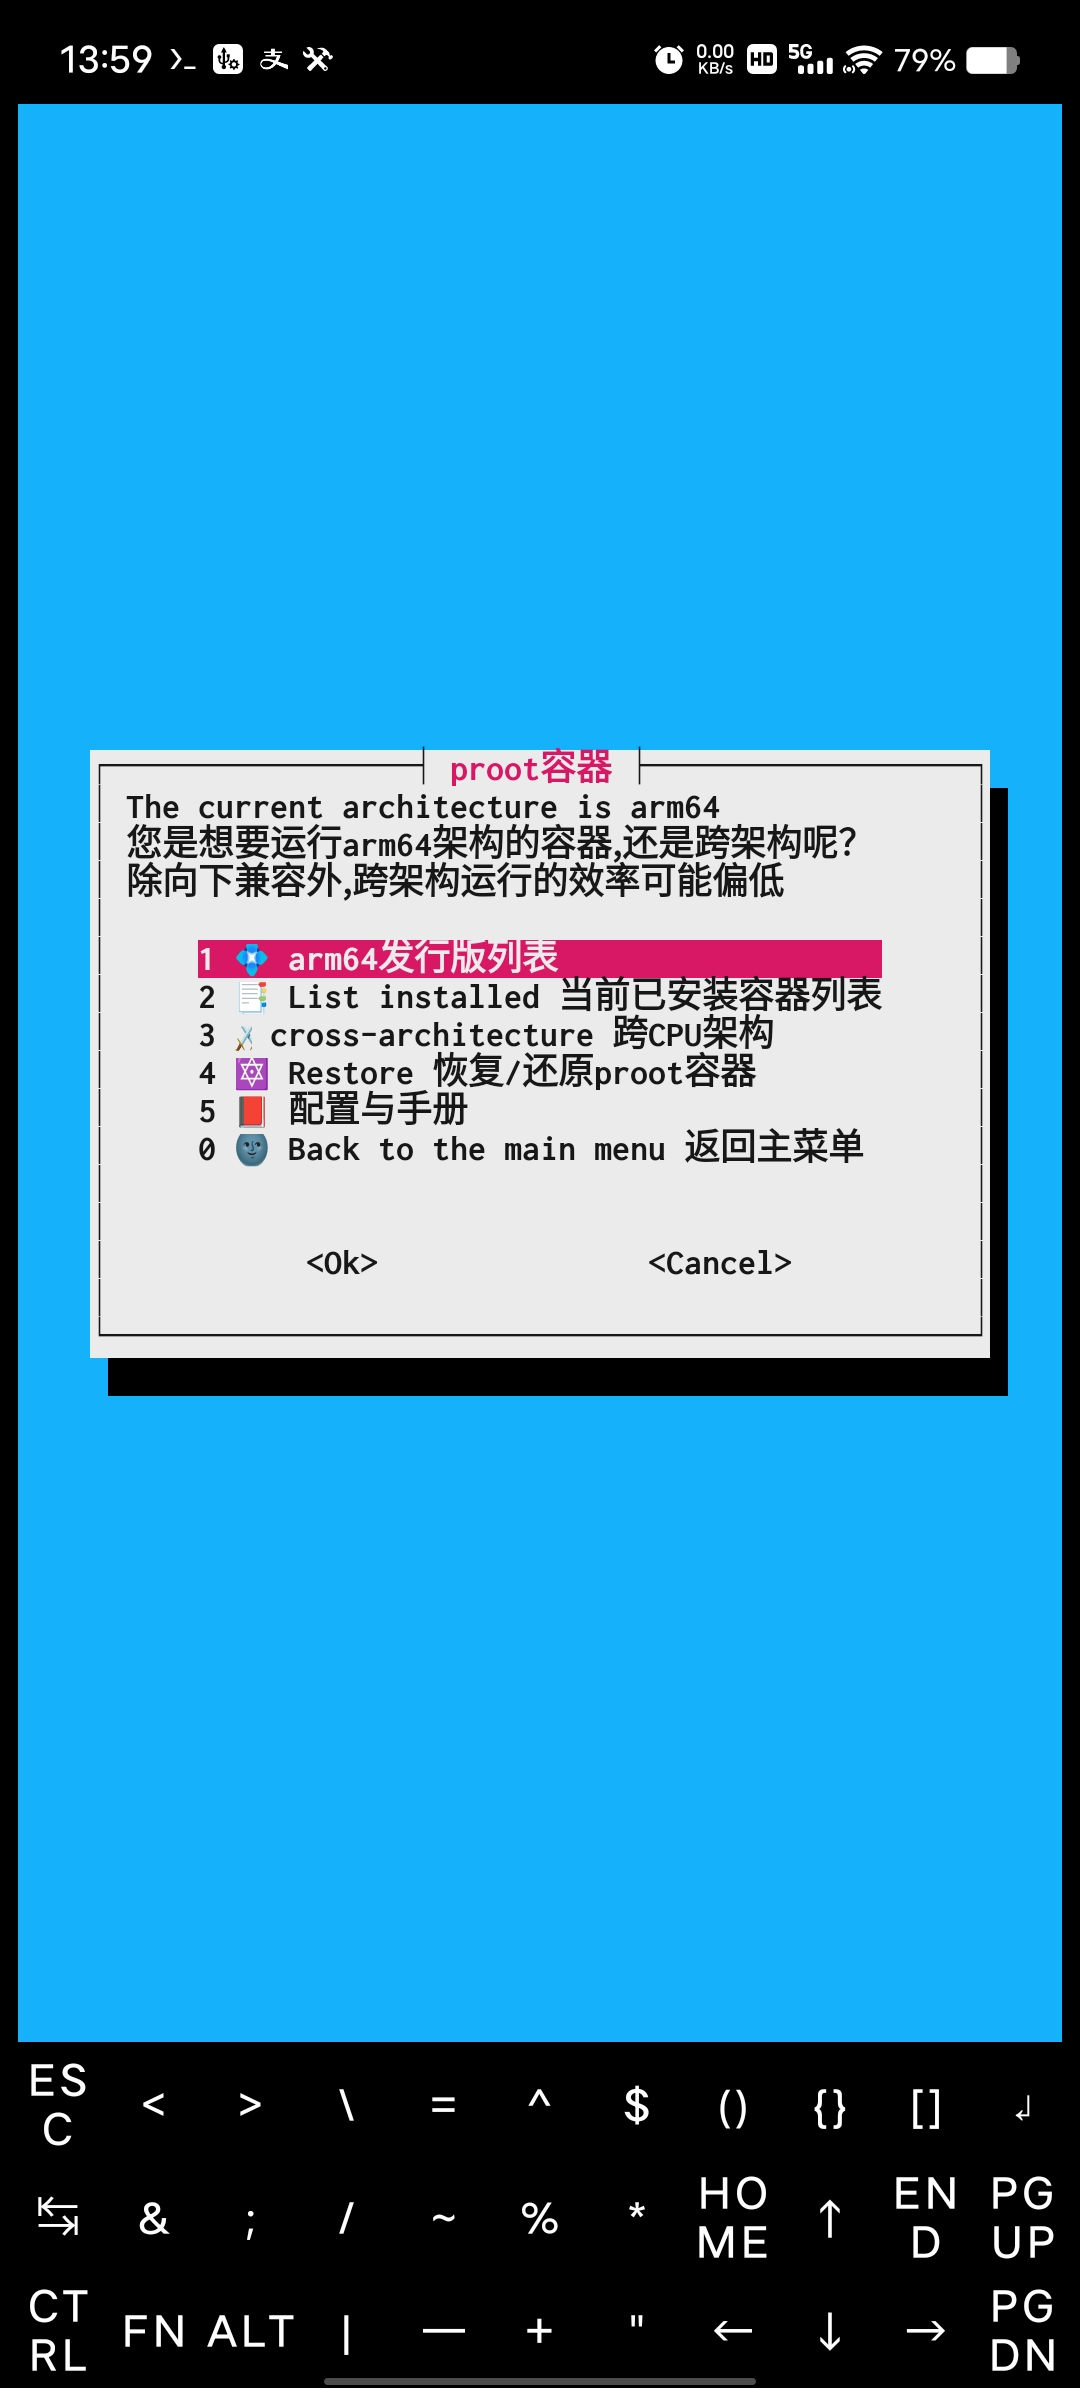 13:59 0.00 KB/s HD 5G 79%
proot容器
The current architecture is arm64
您是想要运行arm64架构的容器,还是跨架构呢?
除向下兼容外,跨架构运行的效率可能偏低
1 💠 arm64发行版列表
2 📑 List installed 当前已安装容器列表
3 ⚔ cross-architecture 跨CPU架构
4 🔯 Restore 恢复/还原proot容器
5 📕 配置与手册
0 🌚 Back to the main menu 返回主菜单
<Ok> <Cancel>
ESC < > \ = ^ $ () {} [] ↲
↹ & ; / ~ % * HOME ↑ END PGUP
CTRL FN ALT | — + " ← ↓ → PGDN